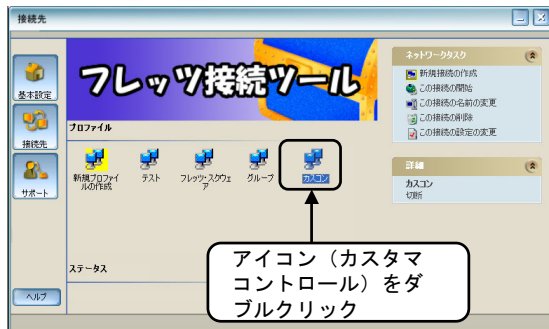 接続先
基本設定
接続先
サポート
ヘルプ
フレッツ接続ツール
プロファイル
新規プロファイ
ルの作成
テスト
フレッツ・スクウェ
ア
グループ
カスコン
ステータス
ネットワークタスク
新規接続の作成
この接続の開始
この接続の名前の変更
この接続の削除
この接続の設定の変更
詳細
カスコン
切断
アイコン（カスタマ
コントロール）をダ
ブルクリック